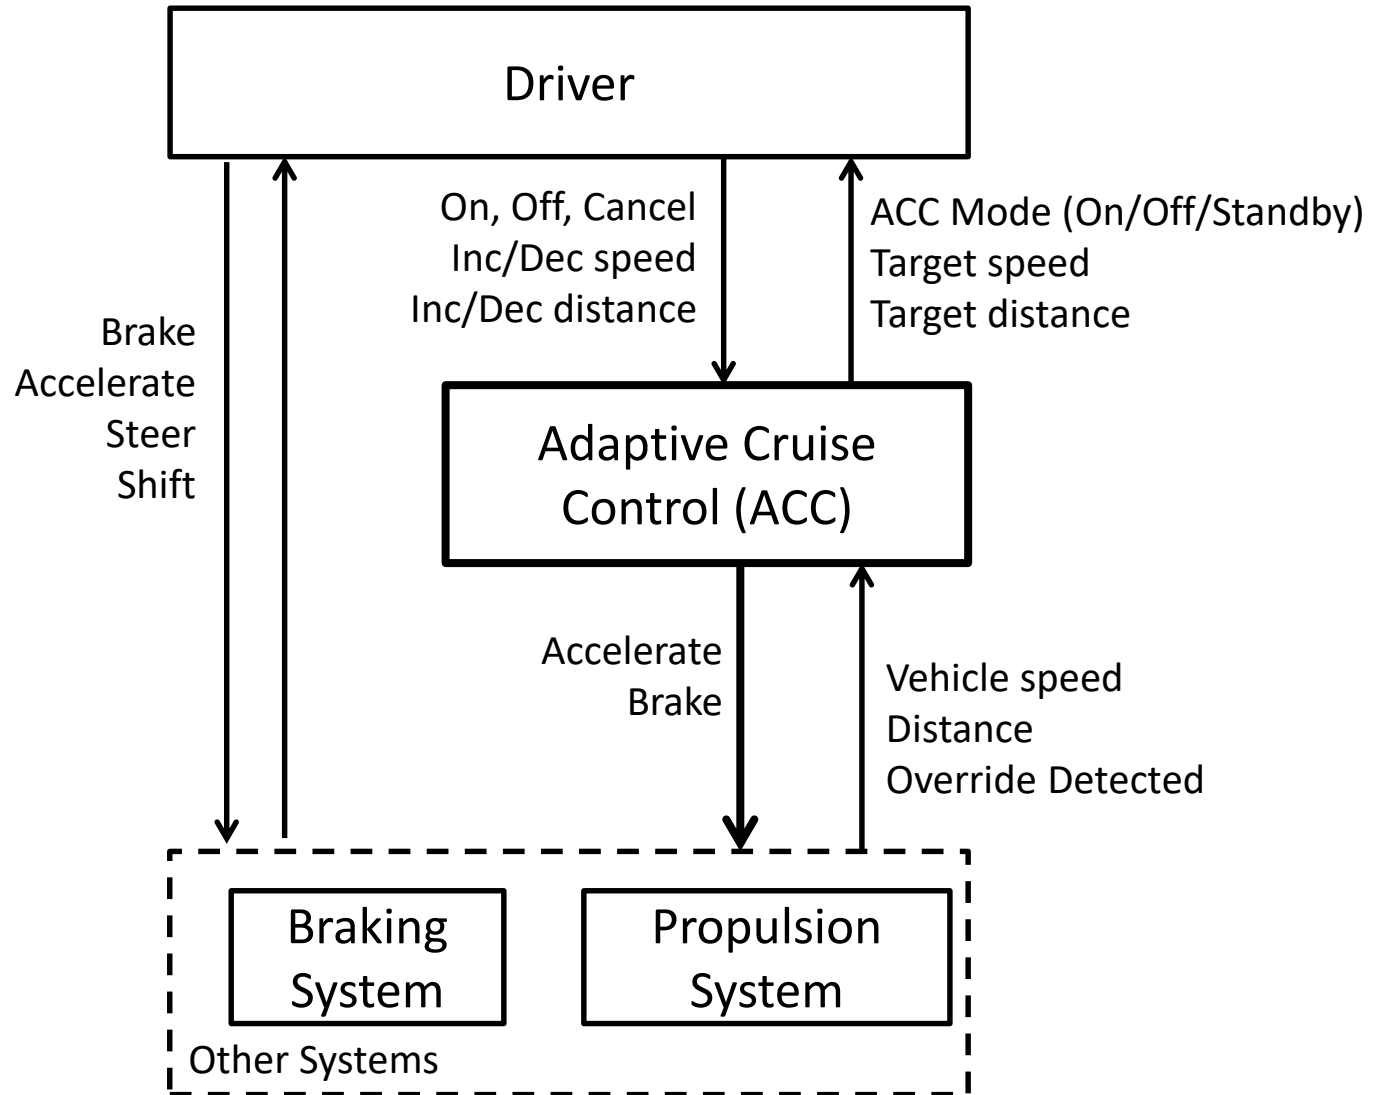 Driver
On, Off, Cancel
Inc/Dec speed
Inc/Dec distance
ACC Mode (On/Off/Standby)
Target speed
Target distance
Brake
Accelerate
Steer
Shift
Adaptive Cruise
Control (ACC)
Accelerate
Brake
Vehicle speed
Distance
Override Detected
Braking
System
Propulsion
System
Other Systems